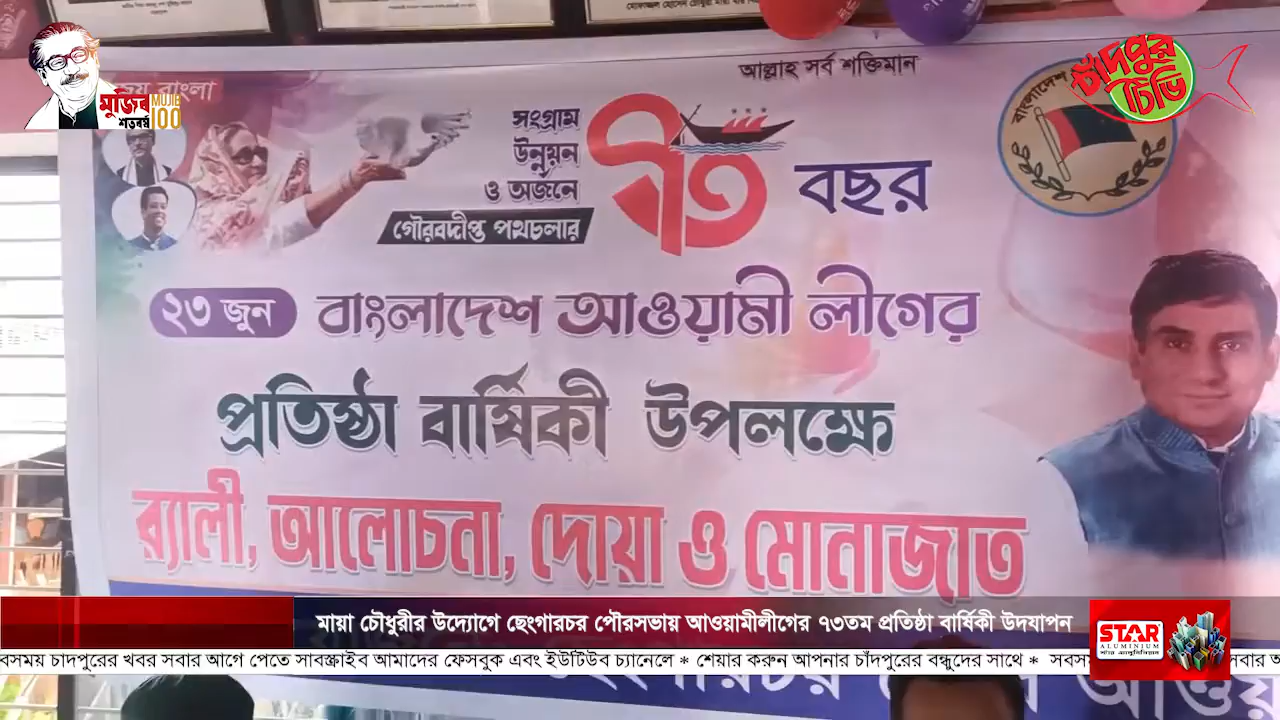 মুজিব
শতবর্ষ
MUJIB
100
জয় বাংলা
আল্লাহ সর্ব শক্তিমান
চাঁদপুর
টিভি
বাংলাদেশ
সংগ্রাম
উন্নয়ন
ও অর্জনে
গৌরবদীপ্ত পথচলার
৭৩ বছর
২৩ জুন বাংলাদেশ আওয়ামী লীগের
প্রতিষ্ঠা বার্ষিকী উপলক্ষে
র‍্যালী, আলোচনা, দোয়া ও মোনাজাত
মায়া চৌধুরীর উদ্যোগে ছেংগারচর পৌরসভায় আওয়ামীলীগের ৭৩তম প্রতিষ্ঠা বার্ষিকী উদযাপন
STAR
ALUMINIUM
স্টার এ্যালুমিনিয়াম
বসময় চাঁদপুরের খবর সবার আগে পেতে সাবস্ক্রাইব আমাদের ফেসবুক এবং ইউটিউব চ্যানেলে * শেয়ার করুন আপনার চাঁদপুরের বন্ধুদের সাথে * সবসম